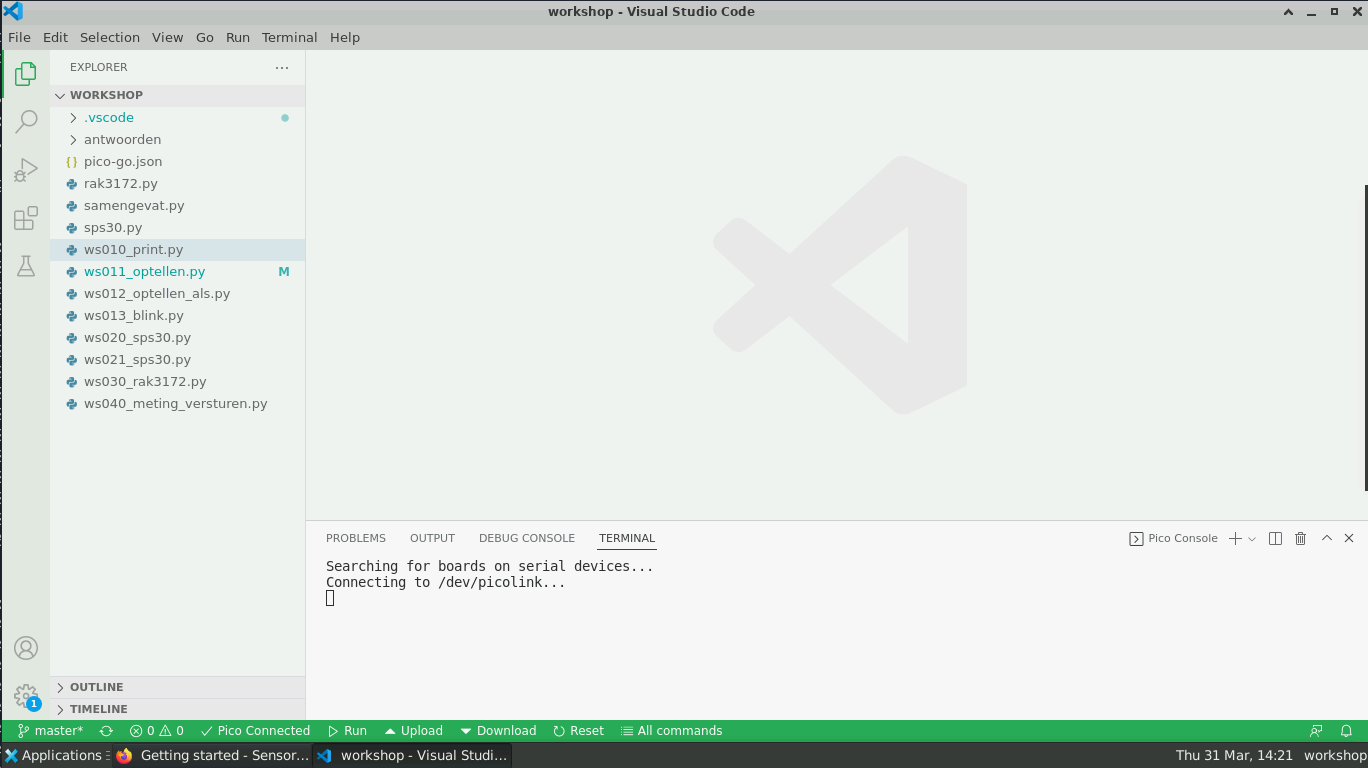 workshop - Visual Studio Code
File Edit Selection View Go Run Terminal Help
EXPLORER
WORKSHOP
.vscode
antwoorden
{} pico-go.json
rak3172.py
samengevat.py
sps30.py
ws010_print.py
ws011_optellen.py M
ws012_optellen_als.py
ws013_blink.py
ws020_sps30.py
ws021_sps30.py
ws030_rak3172.py
ws040_meting_versturen.py
OUTLINE
TIMELINE
1
PROBLEMS OUTPUT DEBUG CONSOLE TERMINAL Pico Console
Searching for boards on serial devices...
Connecting to /dev/picolink...
master* 0 0 Pico Connected Run Upload Download Reset All commands
Applications Getting started - Sensor... workshop - Visual Studi... Thu 31 Mar, 14:21 workshop